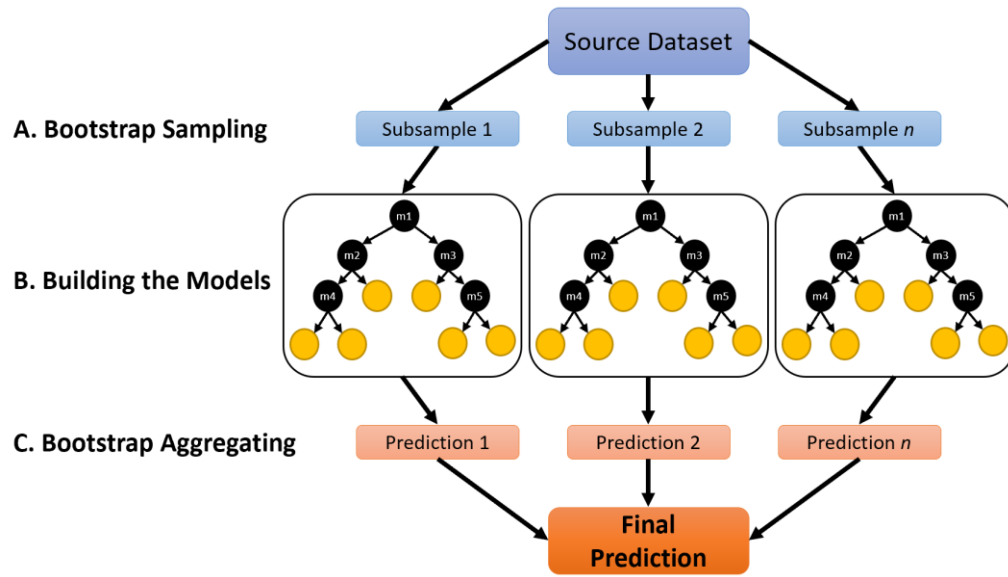 Source Dataset
A. Bootstrap Sampling
Subsample 1
Subsample 2
Subsample n
B. Building the Models
m1
m2
m3
m4
m5
m1
m2
m3
m4
m5
m1
m2
m3
m4
m5
C. Bootstrap Aggregating
Prediction 1
Prediction 2
Prediction n
Final
Prediction